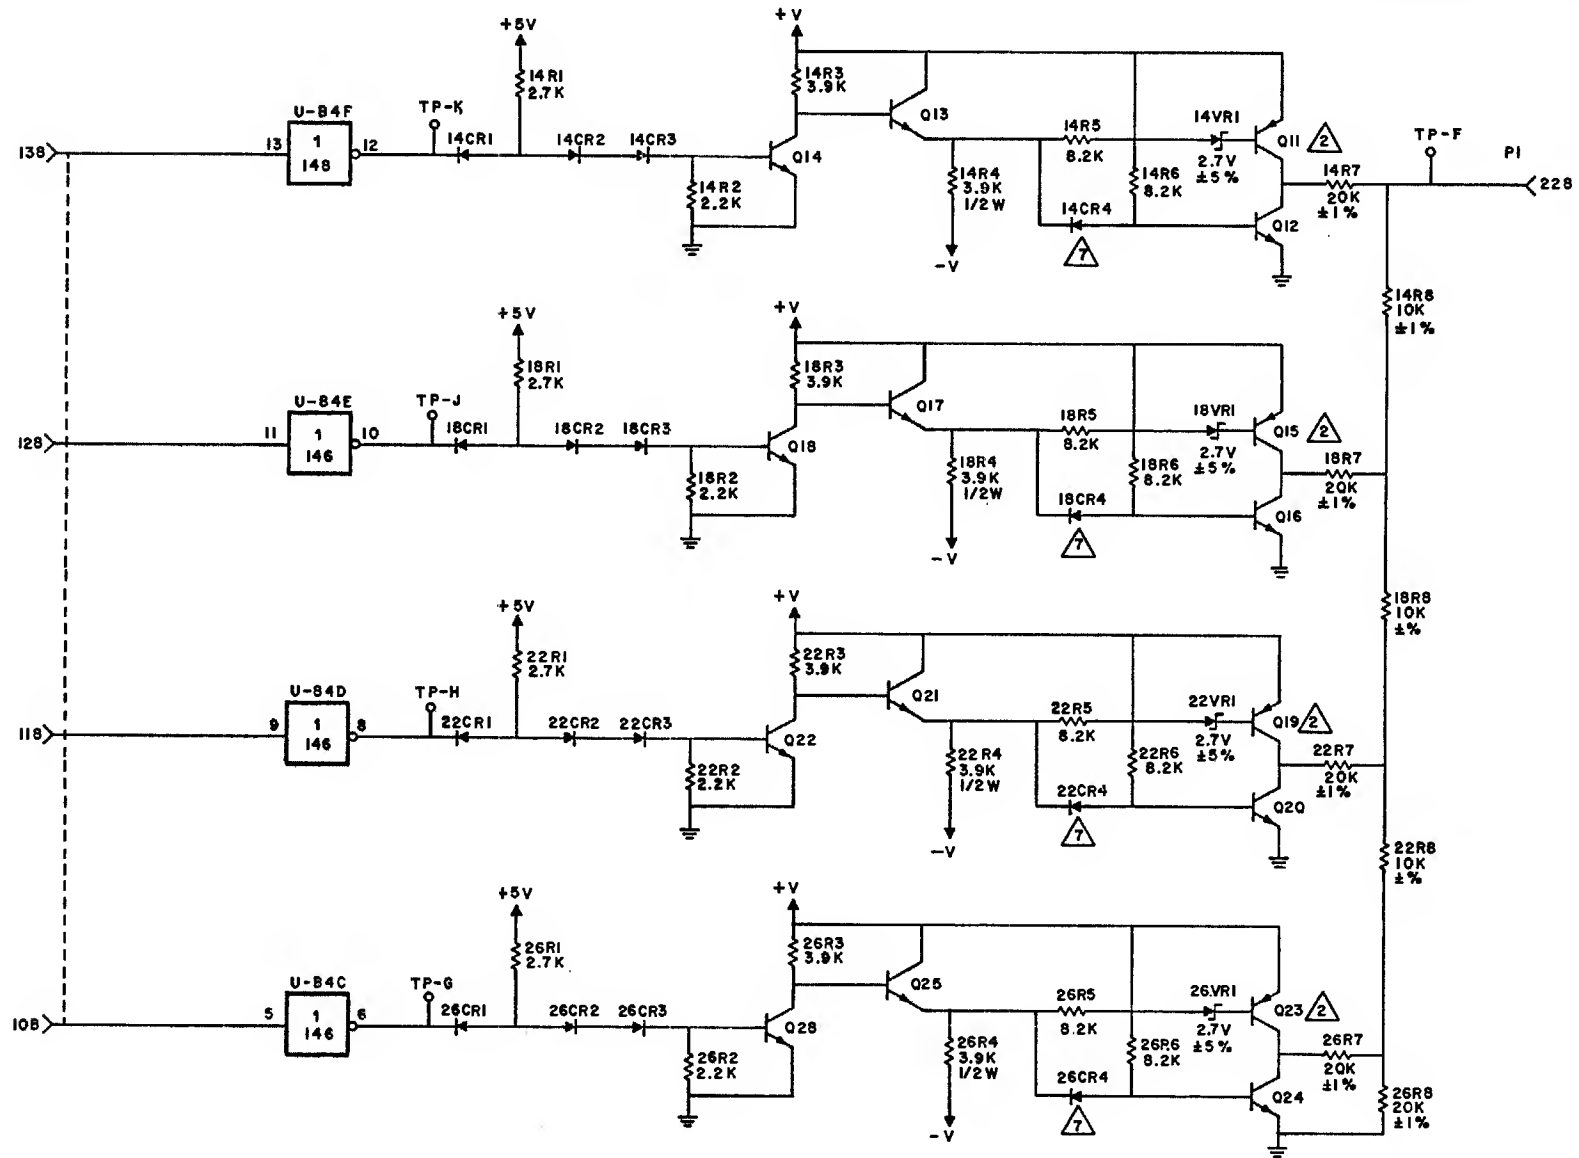 +5V
+V
14R1
2.7K
14R3
3.9K
U-B4F
TP-K
13
1
148
12
14CR1
14CR2
14CR3
Q14
Q13
14R5
8.2K
14VR1
2.7V
±5%
Q11
2
TP-F
P1
13B
14R2
2.2K
14R4
3.9K
1/2W
14R6
8.2K
14R7
20K
±1%
22B
14CR4
7
Q12
-V
14R8
10K
±1%
+5V
+V
18R1
2.7K
18R3
3.9K
U-84E
TP-J
11
1
146
10
18CR1
18CR2
18CR3
Q18
Q17
18R5
8.2K
18VR1
2.7V
±5%
Q15
2
12B
18R2
2.2K
18R4
3.9K
1/2W
18R6
8.2K
18R7
20K
±1%
18CR4
7
Q16
-V
18R8
10K
±%
+5V
+V
22R1
2.7K
22R3
3.9K
U-84D
TP-H
9
1
146
8
22CR1
22CR2
22CR3
Q22
Q21
22R5
8.2K
22VR1
2.7V
±5%
Q19
2
11B
22R2
2.2K
22R4
3.9K
1/2W
22R6
8.2K
22R7
20K
±1%
22CR4
7
Q20
-V
22R8
10K
±%
+5V
+V
26R1
2.7K
26R3
3.9K
U-B4C
TP-G
5
1
146
6
26CR1
26CR2
26CR3
Q28
Q25
26R5
8.2K
26VR1
2.7V
±5%
Q23
2
10B
26R2
2.2K
26R4
3.9K
1/2W
26R6
8.2K
26R7
20K
±1%
26CR4
7
Q24
-V
26R8
20K
±1%